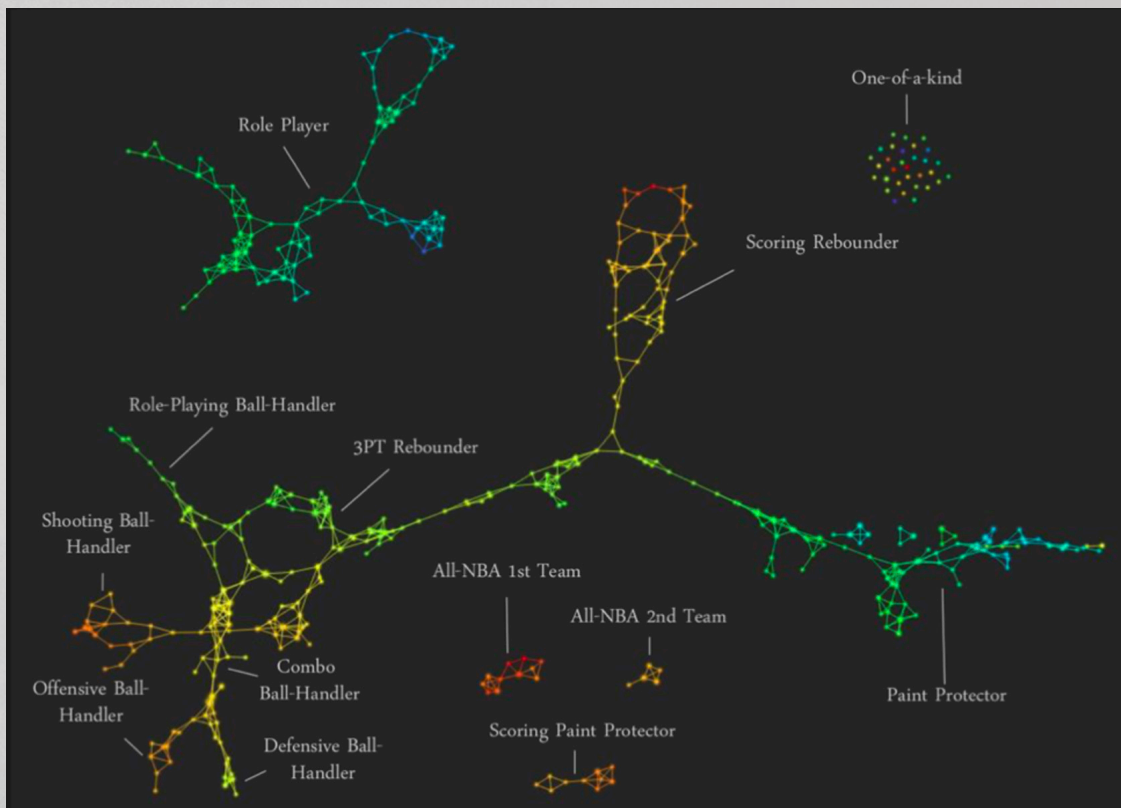 One-of-a-kind
Role Player
Scoring Rebounder
Role-Playing Ball-Handler
3PT Rebounder
Shooting Ball-
Handler
All-NBA 1st Team
All-NBA 2nd Team
Combo
Ball-Handler
Offensive Ball-
Handler
Paint Protector
Scoring Paint Protector
Defensive Ball-
Handler